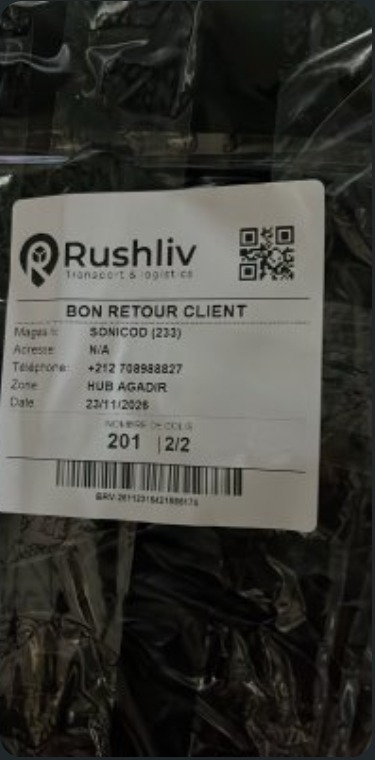 Rushliv
Transport & logistics
BON RETOUR CLIENT
Magasin: SONICOD (233)
Adresse: N/A
Téléphone: +212 708988827
Zone: HUB AGADIR
Date: 23/11/2026
NOMBRE DE COLIS
201 | 2/2